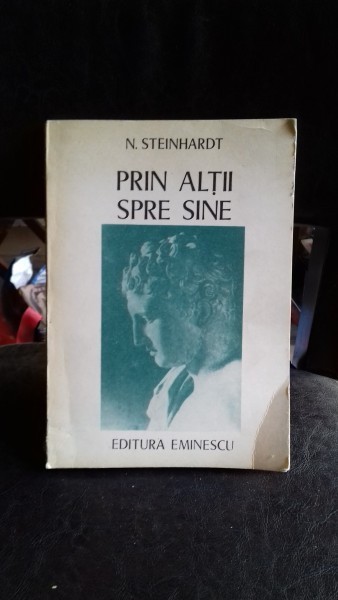 N. STEINHARDT
PRIN ALȚII
SPRE SINE
EDITURA EMINESCU